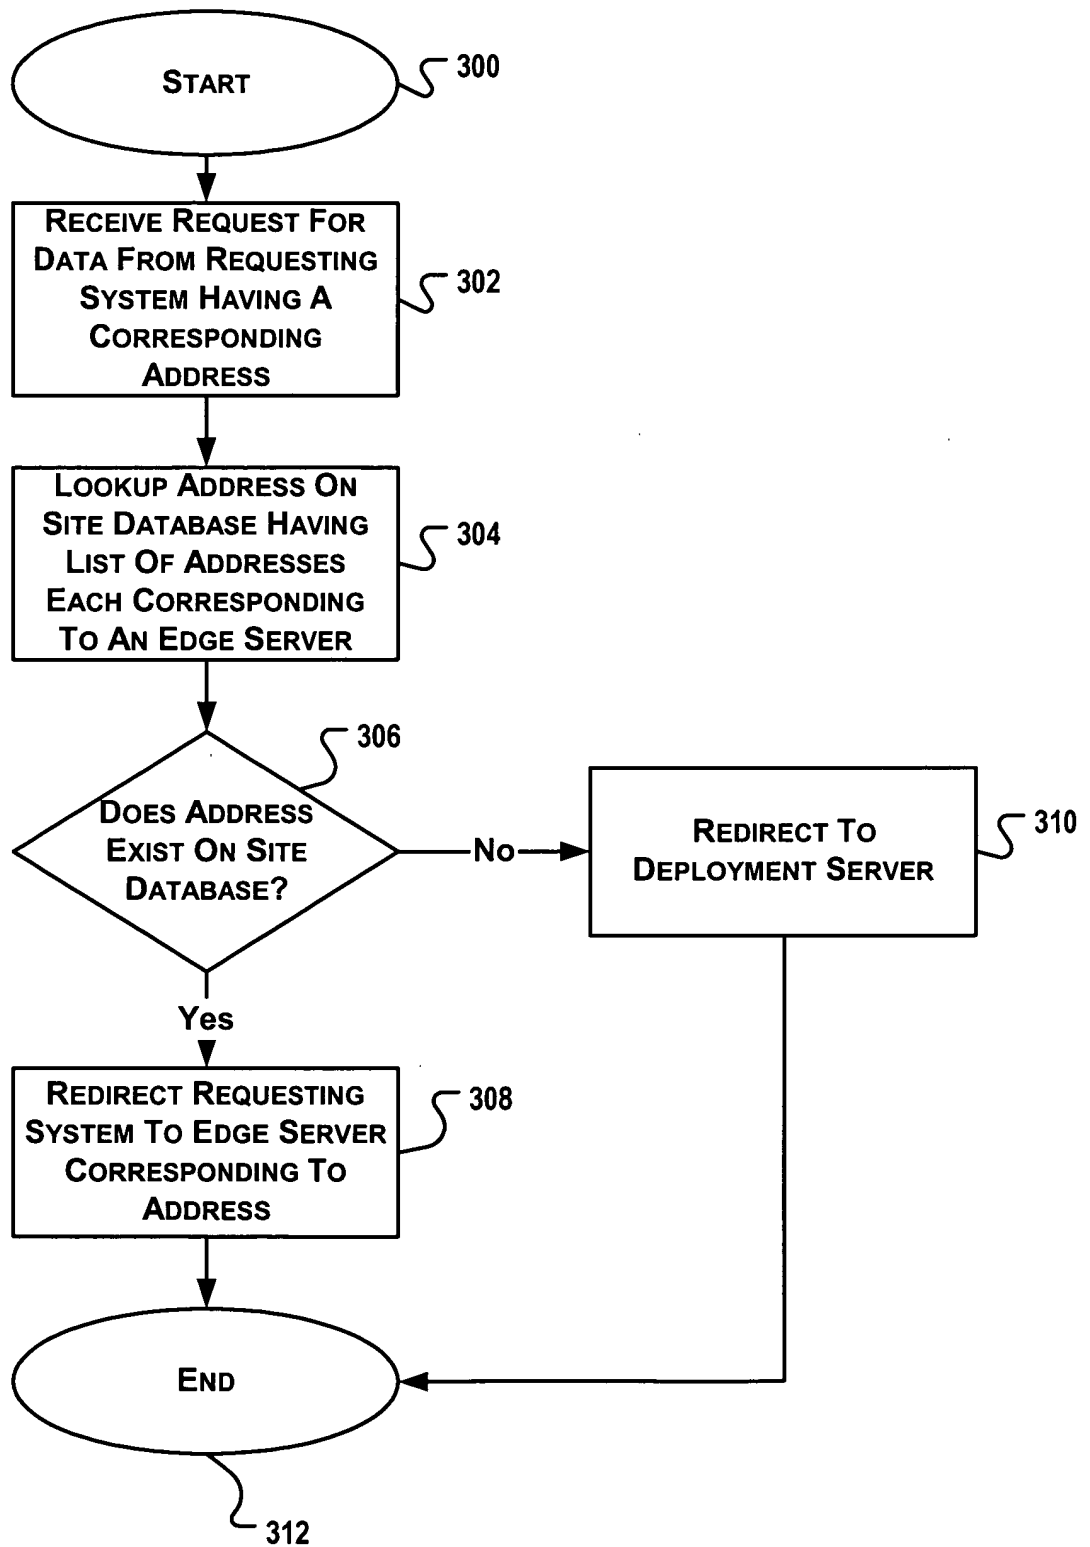 START
300
RECEIVE REQUEST FOR
DATA FROM REQUESTING
SYSTEM HAVING A
CORRESPONDING
ADDRESS
302
LOOKUP ADDRESS ON
SITE DATABASE HAVING
LIST OF ADDRESSES
EACH CORRESPONDING
TO AN EDGE SERVER
304
306
DOES ADDRESS
EXIST ON SITE
DATABASE?
No
REDIRECT TO
DEPLOYMENT SERVER
310
Yes
REDIRECT REQUESTING
SYSTEM TO EDGE SERVER
CORRESPONDING TO
ADDRESS
308
END
312